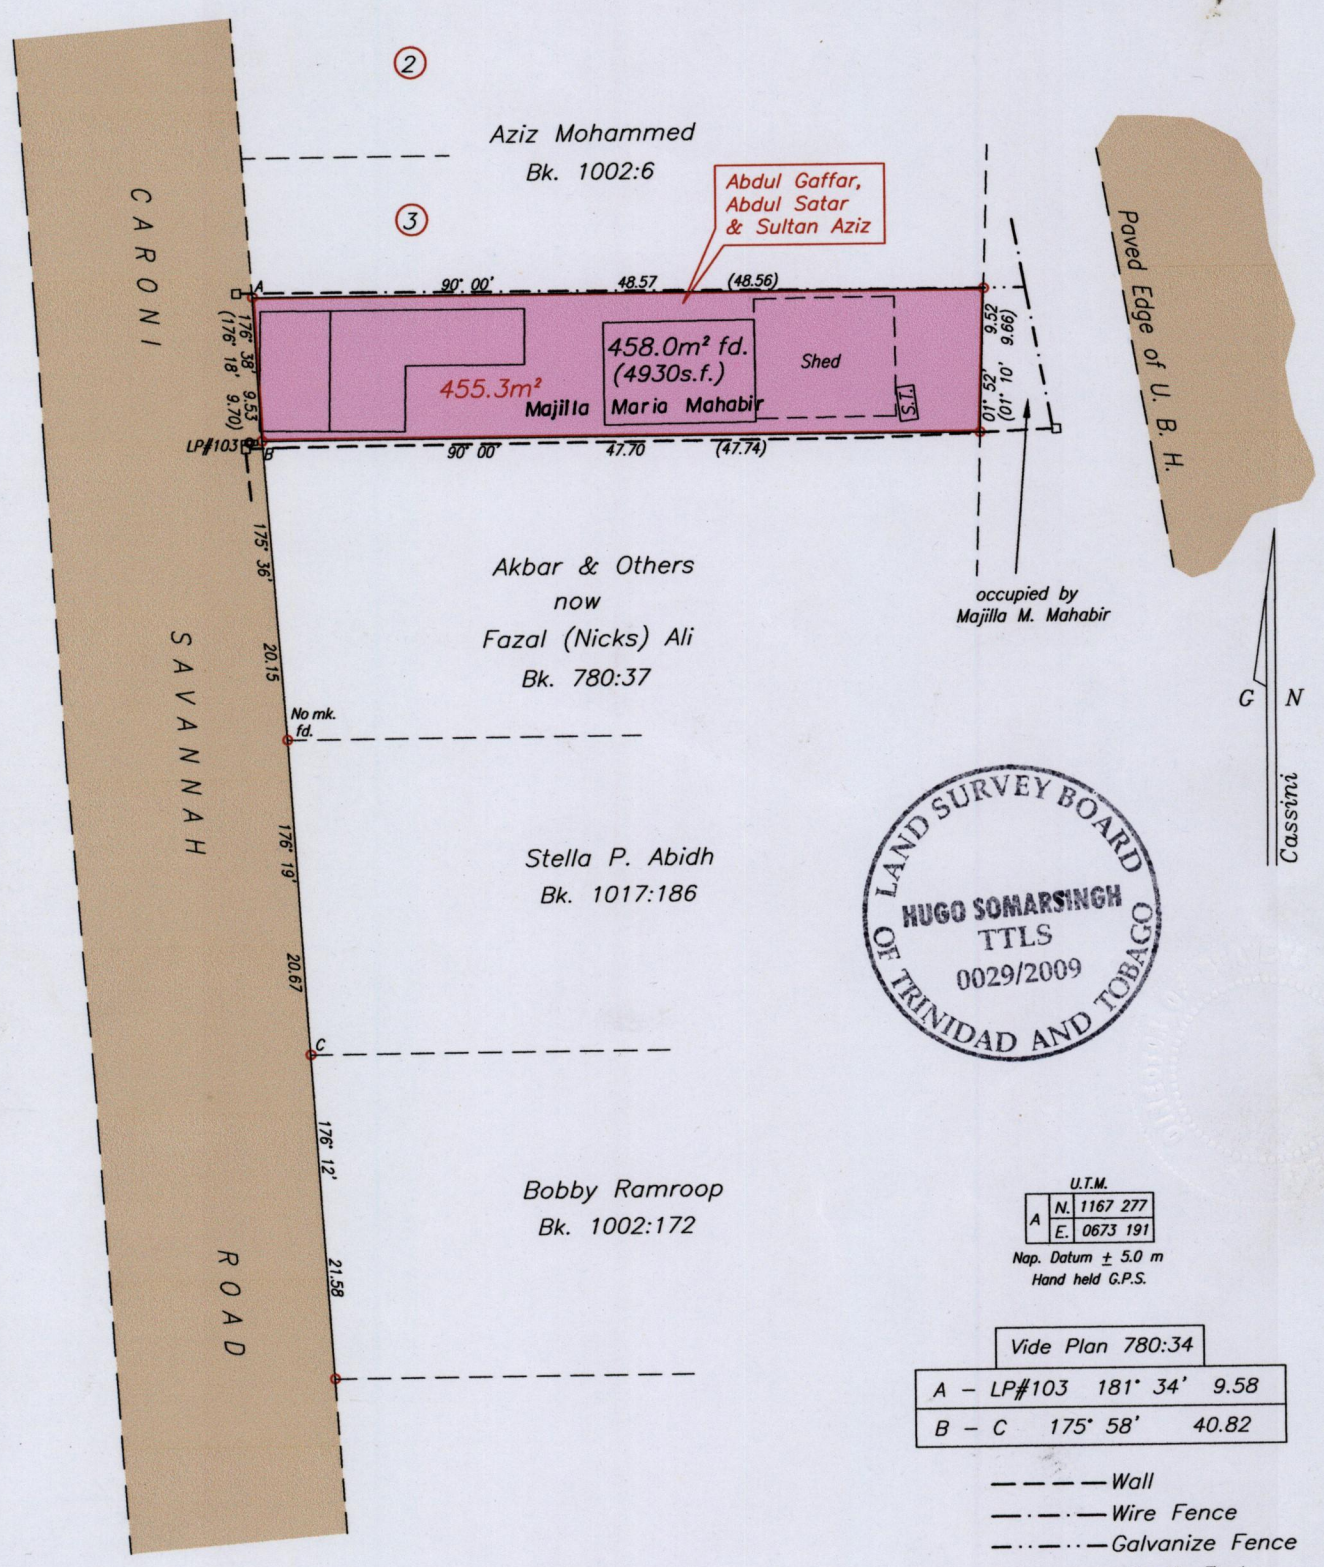 2
Aziz Mohammed
Bk. 1002:6
3
Abdul Gaffar,
Abdul Satar
& Sultan Aziz
CARONI
SAVANNAH
ROAD
Paved Edge of U. B. H.
A
90° 00'
48.57
(48.56)
176° 38' 9.53
(176° 18' 9.70)
458.0m² fd.
(4930s.f.)
455.3m²
Majilla Maria Mahabir
Shed
S.T.
9.52
9.66)
01° 52'
(01° 10'
LP#103
B
90° 00'
47.70
(47.74)
175° 36'
20.15
Akbar & Others
now
Fazal (Nicks) Ali
Bk. 780:37
occupied by
Majilla M. Mahabir
No mk.
fd.
G N
Cassini
176° 19'
20.67
Stella P. Abidh
Bk. 1017:186
LAND SURVEY BOARD
HUGO SOMARSINGH
TTLS
0029/2009
OF TRINIDAD AND TOBAGO
C
176° 12'
21.58
Bobby Ramroop
Bk. 1002:172
U.T.M.
A N. 1167 277
E. 0673 191
Nap. Datum ± 5.0 m
Hand held G.P.S.
Vide Plan 780:34
A - LP#103 181° 34' 9.58
B - C 175° 58' 40.82
Wall
Wire Fence
Galvanize Fence